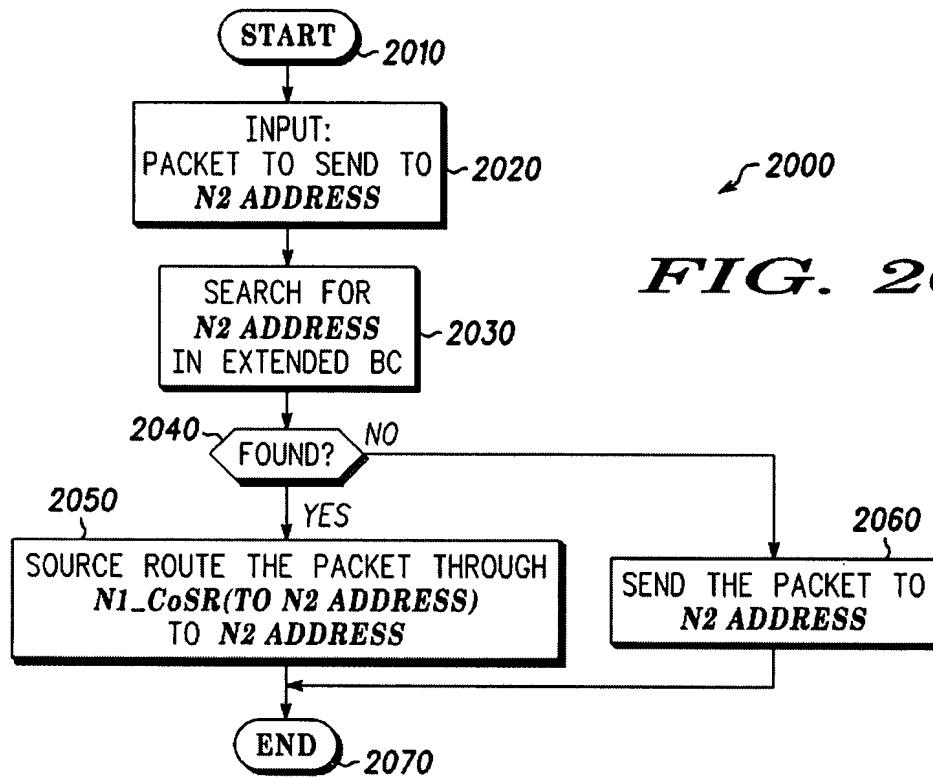 START
2010
INPUT:
PACKET TO SEND TO
N2 ADDRESS
2020
2000
FIG. 2
SEARCH FOR
N2 ADDRESS
IN EXTENDED BC
2030
2040
FOUND?
NO
YES
2050
SOURCE ROUTE THE PACKET THROUGH
N1_CoSR(TO N2 ADDRESS)
TO N2 ADDRESS
2060
SEND THE PACKET TO
N2 ADDRESS
END
2070